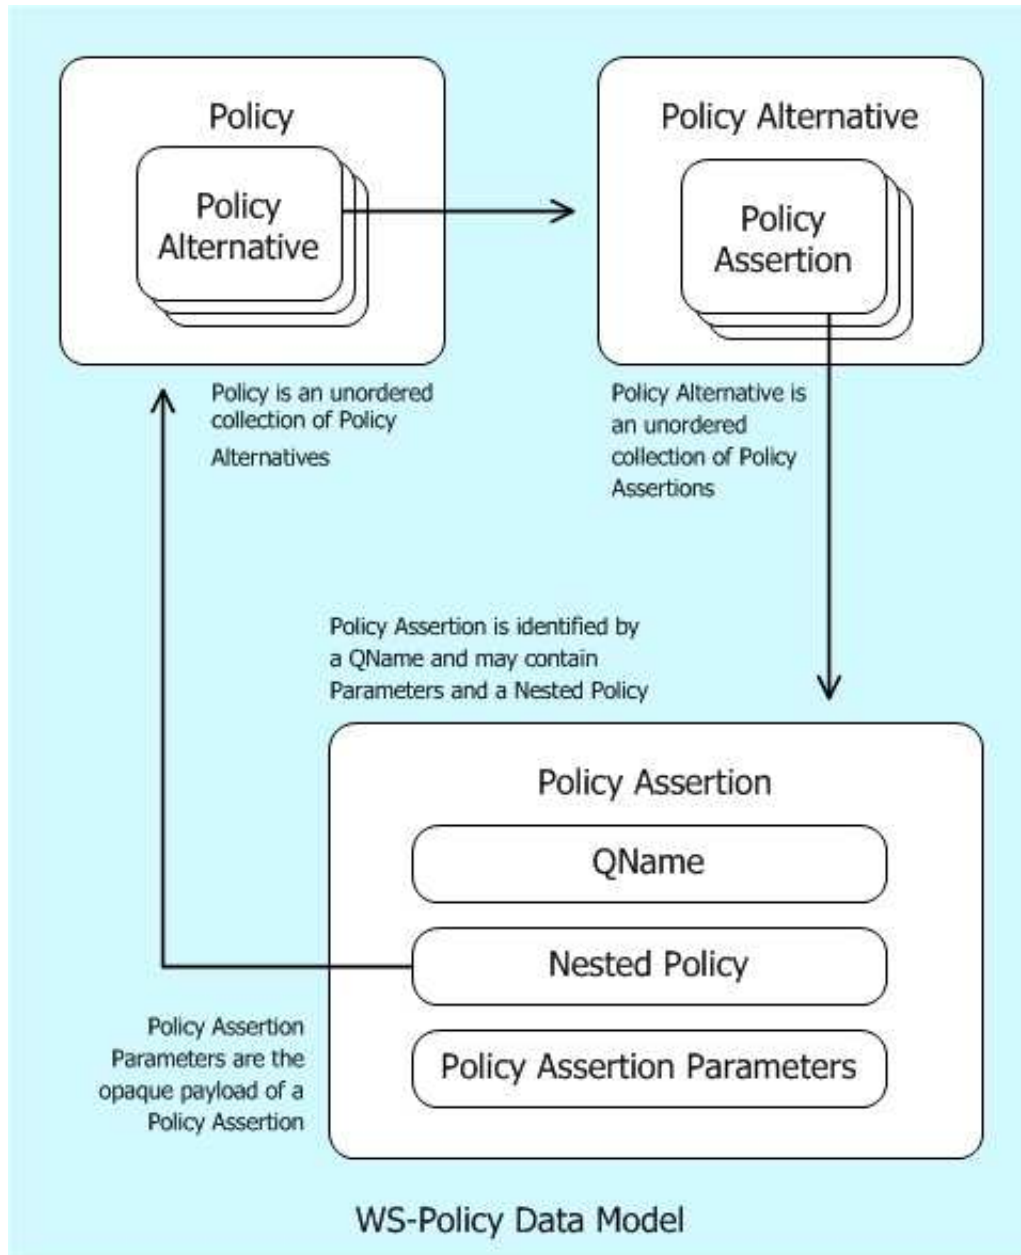 Policy
Policy
Alternative
Policy is an unordered
collection of Policy
Alternatives
Policy Alternative
Policy
Assertion
Policy Alternative is
an unordered
collection of Policy
Assertions
Policy Assertion is identified by
a QName and may contain
Parameters and a Nested Policy
Policy Assertion
QName
Nested Policy
Policy Assertion Parameters
Policy Assertion
Parameters are the
opaque payload of a
Policy Assertion
WS-Policy Data Model